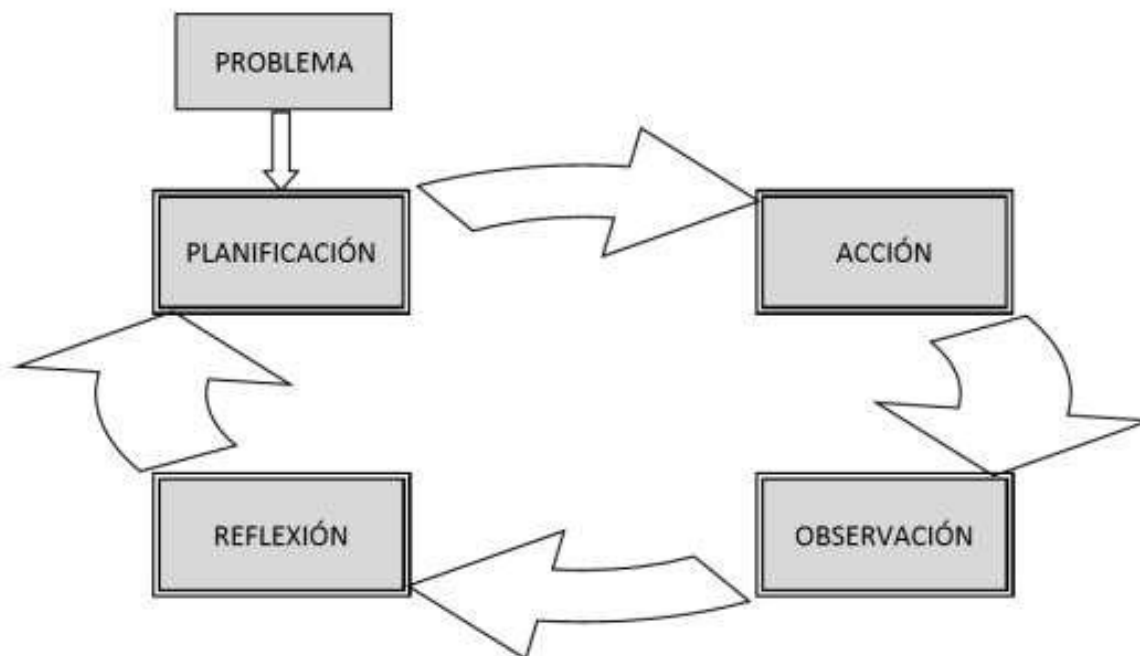 PROBLEMA
PLANIFICACIÓN
ACCIÓN
REFLEXIÓN
OBSERVACIÓN